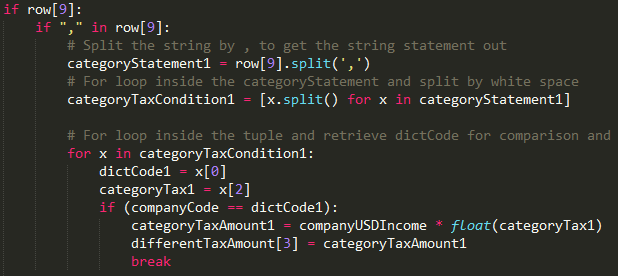 if row[9]:
if "," in row[9]:
# Split the string by , to get the string statement out
categoryStatement1 = row[9].split(',')
# For loop inside the categoryStatement and split by white space
categoryTaxCondition1 = [x.split() for x in categoryStatement1]
# For loop inside the tuple and retrieve dictCode for comparison and
for x in categoryTaxCondition1:
dictCode1 = x[0]
categoryTax1 = x[2]
if (companyCode == dictCode1):
categoryTaxAmount1 = companyUSDIncome * float(categoryTax1)
differentTaxAmount[3] = categoryTaxAmount1
break